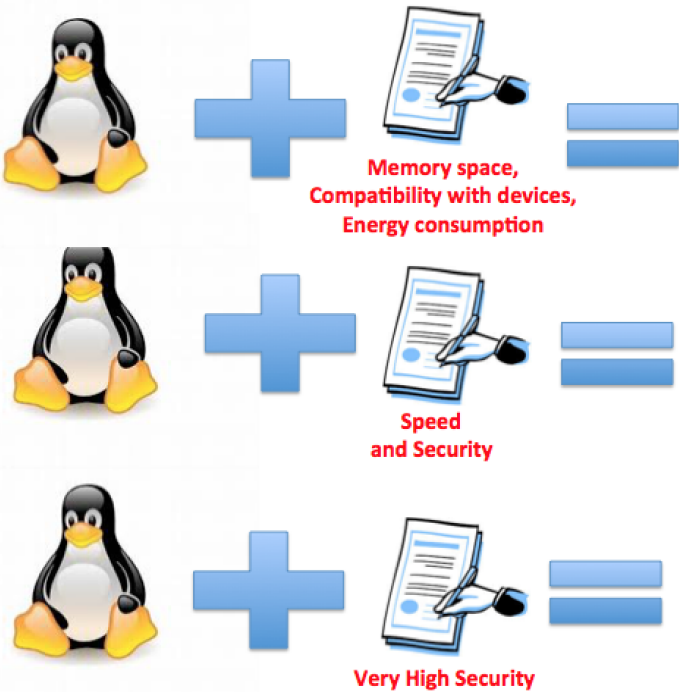 Memory space,
Compatibility with devices,
Energy consumption
Speed
and Security
Very High Security